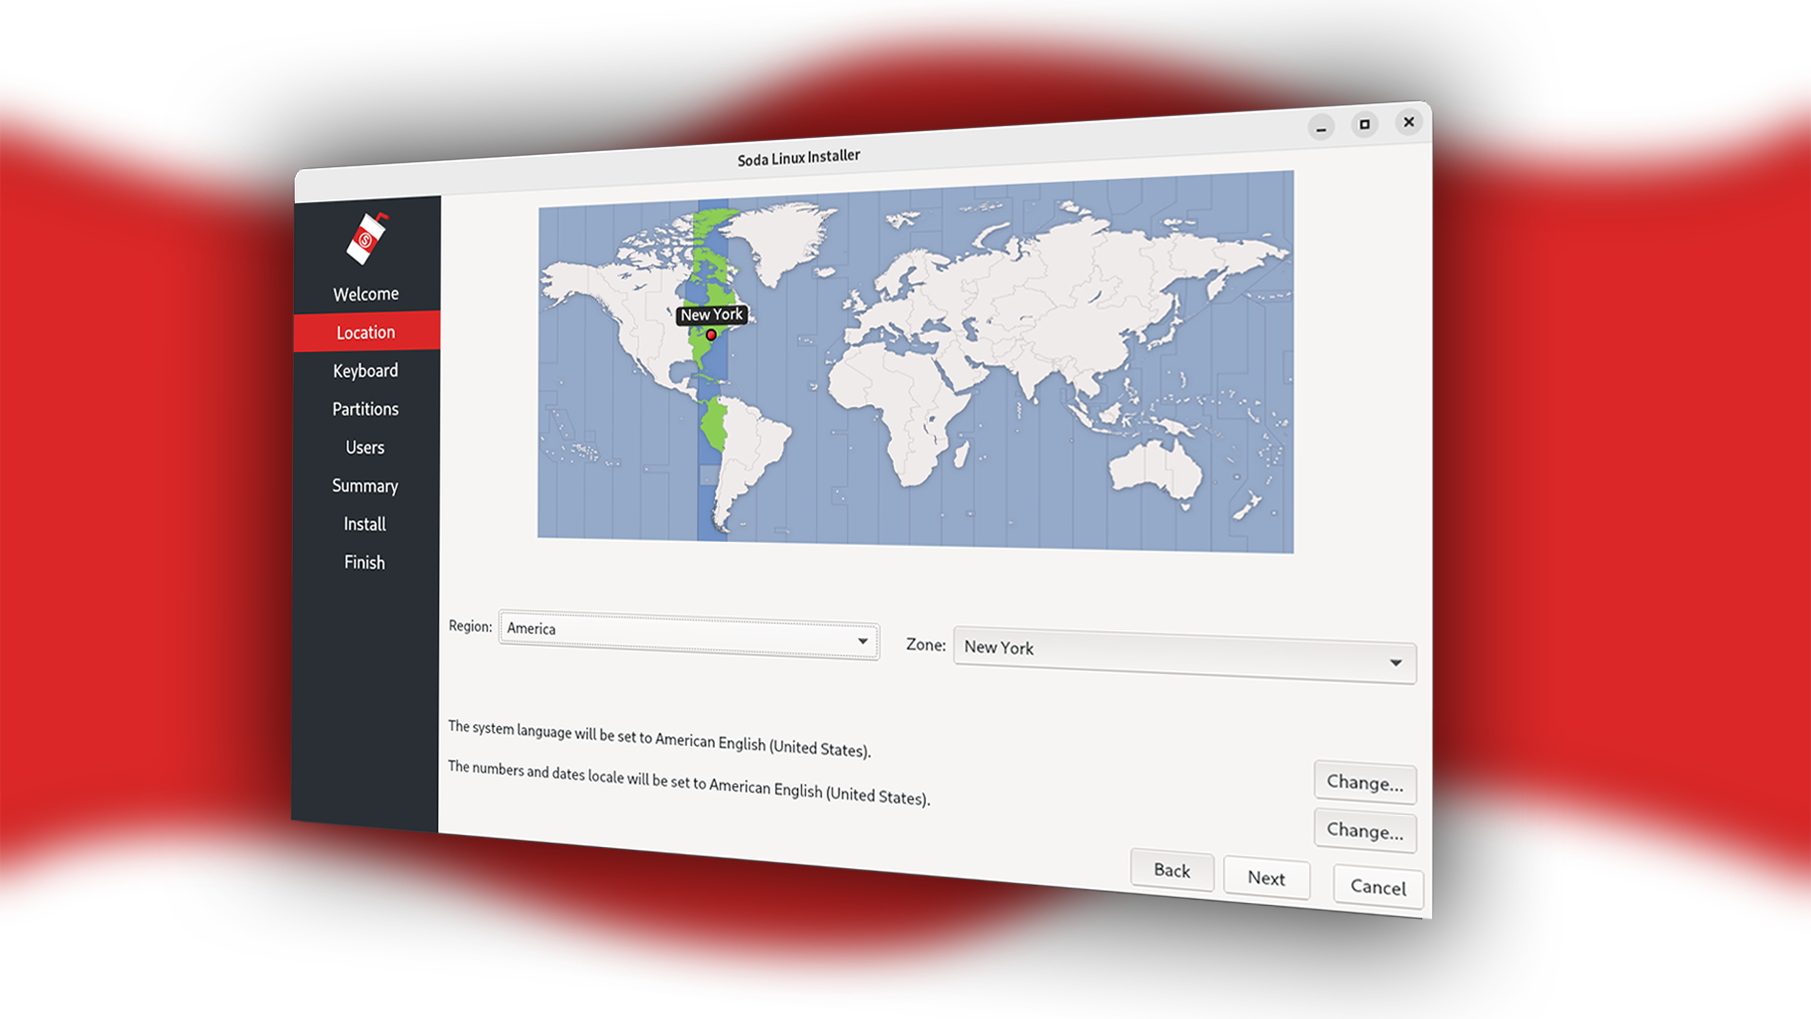 Soda Linux Installer
S
Welcome
Location
Keyboard
Partitions
Users
Summary
Install
Finish
New York
Region: America
Zone: New York
The system language will be set to American English (United States).
Change...
The numbers and dates locale will be set to American English (United States).
Change...
Back
Next
Cancel